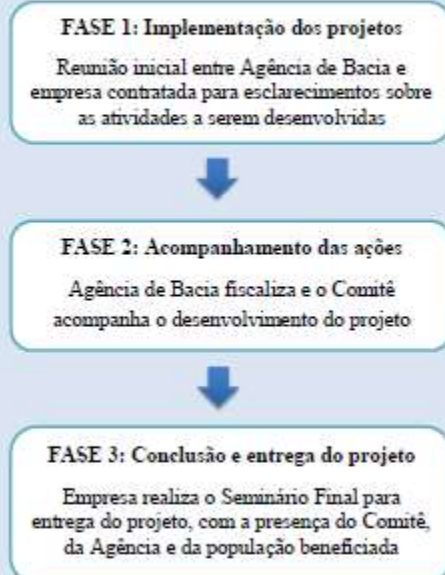 FASE 1: Implementação dos projetos
Reunião inicial entre Agência de Bacia e
empresa contratada para esclarecimentos sobre
as atividades a serem desenvolvidas
FASE 2: Acompanhamento das ações
Agência de Bacia fiscaliza e o Comitê
acompanha o desenvolvimento do projeto
FASE 3: Conclusão e entrega do projeto
Empresa realiza o Seminário Final para
entrega do projeto, com a presença do Comitê,
da Agência e da população beneficiada